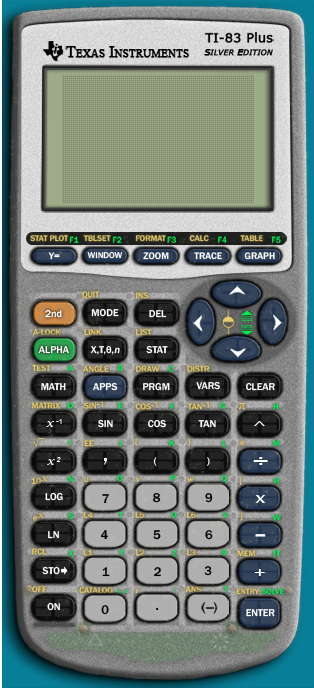 TEXAS INSTRUMENTS
TI-83 Plus
SILVER EDITION
STAT PLOT F1 TBLSET F2 FORMAT F3 CALC F4 TABLE F5
Y= WINDOW ZOOM TRACE GRAPH
QUIT INS
2nd MODE DEL
A-LOCK LINK LIST
ALPHA X,T,θ,n STAT
TEST A ANGLE B DRAW C DISTR
MATH APPS PRGM VARS CLEAR
MATRIX D SIN⁻¹ E COS⁻¹ F TAN⁻¹ G π H
x⁻¹ SIN COS TAN ^
√ I EE J { K } L e M
x² , ( ) ÷
10ˣ N u O v P w Q [ R
LOG 7 8 9 X
eˣ S L4 T L5 U L6 V ] W
LN 4 5 6 −
RCL X L1 Y L2 Z L3 MEM
STO➔ 1 2 3 +
OFF CATALOG ANS ENTRY SOLVE
ON 0 . (−) ENTER